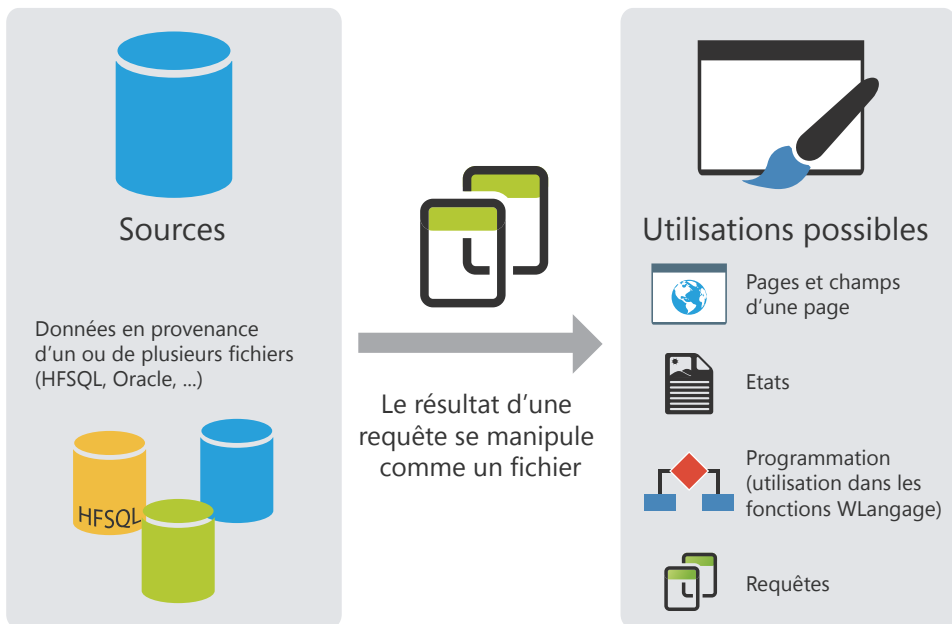 Sources
Données en provenance
d'un ou de plusieurs fichiers
(HFSQL, Oracle, ...)
HFSQL
Le résultat d'une
requête se manipule
comme un fichier
Utilisations possibles
Pages et champs
d'une page
Etats
Programmation
(utilisation dans les
fonctions WLangage)
Requêtes